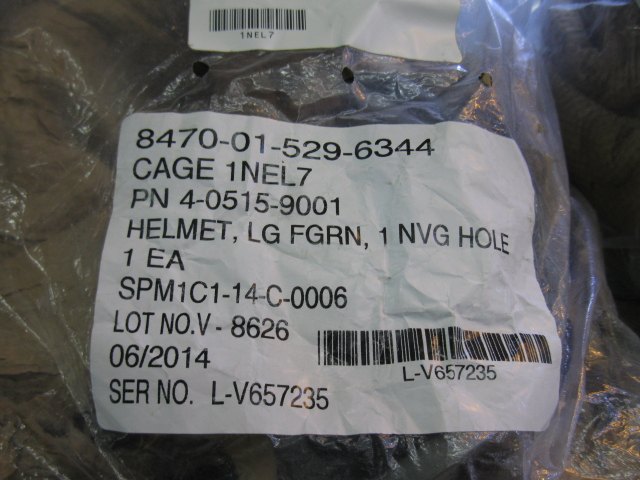 1NEL7
8470-01-529-6344
CAGE 1NEL7
PN 4-0515-9001
HELMET, LG FGRN, 1 NVG HOLE
1 EA
SPM1C1-14-C-0006
LOT NO.V - 8626
06/2014
L-V657235
SER NO. L-V657235